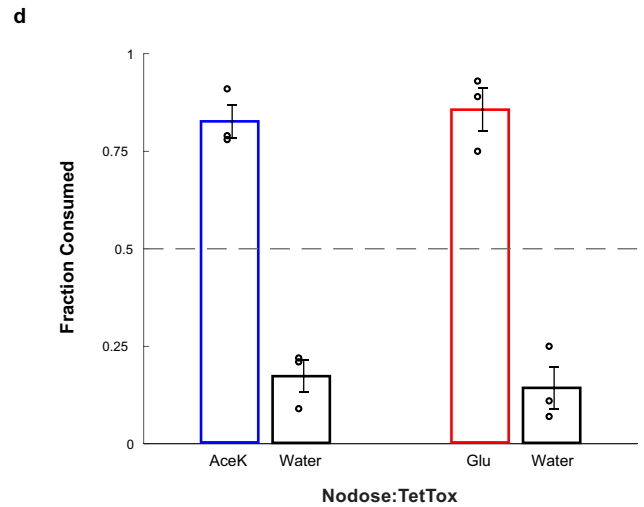 d
1
0.75
0.5
0.25
0
Fraction Consumed
AceK Water Glu Water
Nodose:TetTox